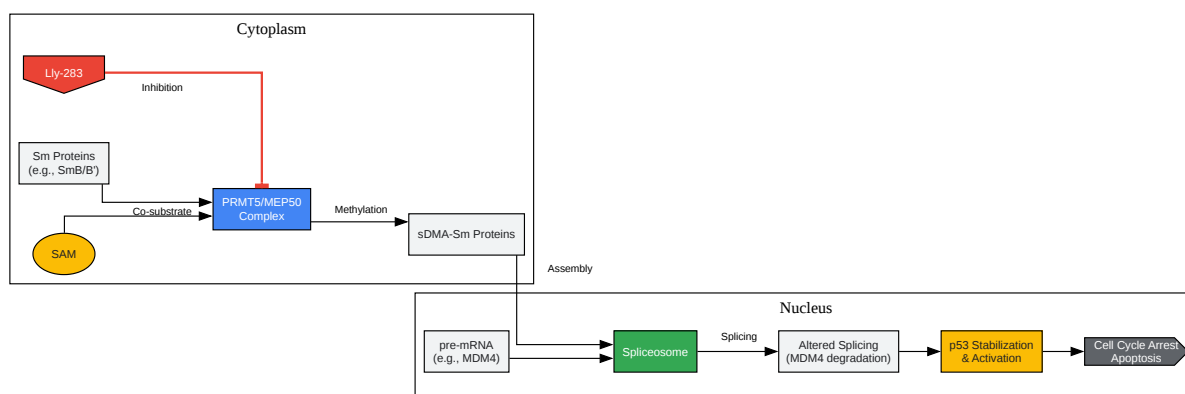 Cytoplasm
Lly-283
Inhibition
Sm Proteins
(e.g., SmB/B')
PRMT5/MEP50
Complex
Co-substrate
Methylation
SAM
sDMA-Sm Proteins
Assembly
Nucleus
pre-mRNA
(e.g., MDM4)
Spliceosome
Splicing
Altered Splicing
(MDM4 degradation)
p53 Stabilization
& Activation
Cell Cycle Arrest
Apoptosis